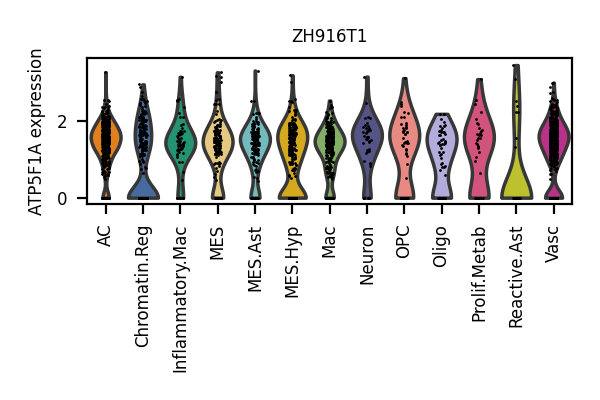 ZH916T1
ATP5F1A expression
2
0
AC
Chromatin.Reg
Inflammatory.Mac
MES
MES.Ast
MES.Hyp
Mac
Neuron
OPC
Oligo
Prolif.Metab
Reactive.Ast
Vasc